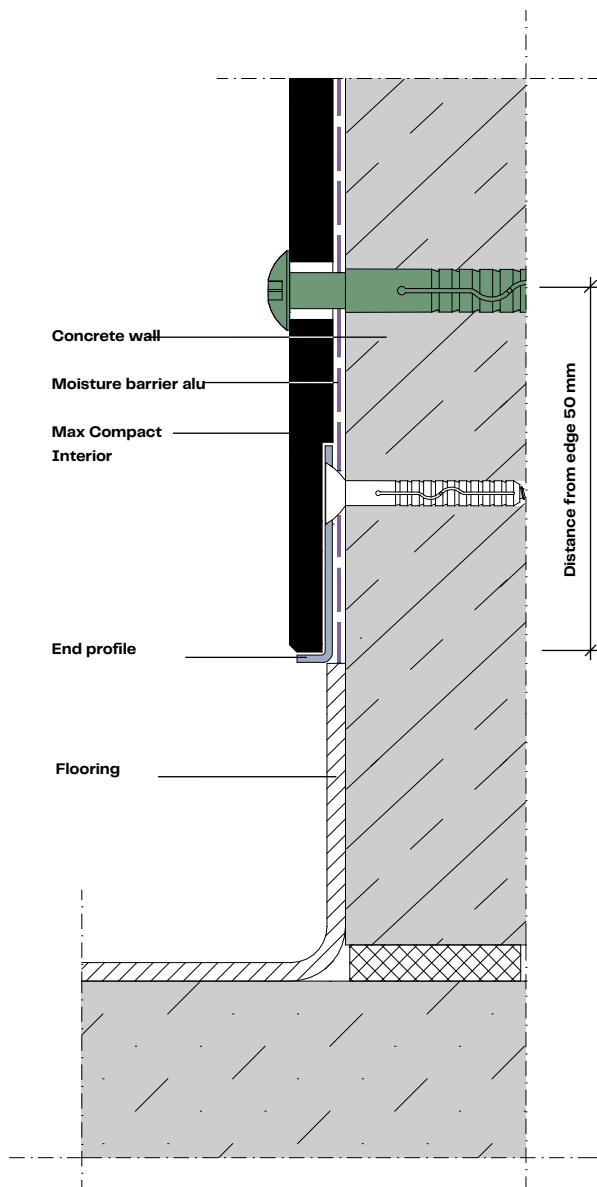 Concrete wall
Moisture barrier alu
Max Compact
Interior
End profile
Flooring
Distance from edge 50 mm